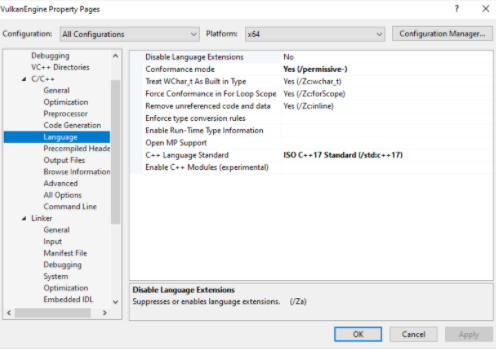 VulkanEngine Property Pages
? ×
Configuration: All Configurations Platform: x64 Configuration Manager...
Debugging
VC++ Directories
C/C++
General
Optimization
Preprocessor
Code Generation
Language
Precompiled Heade
Output Files
Browse Information
Advanced
All Options
Command Line
Linker
General
Input
Manifest File
Debugging
System
Optimization
Embedded IDL
Disable Language Extensions No
Conformance mode Yes (/permissive-)
Treat WChar_t As Built in Type Yes (/Zc:wchar_t)
Force Conformance in For Loop Scope Yes (/Zc:forScope)
Remove unreferenced code and data Yes (/Zc:inline)
Enforce type conversion rules
Enable Run-Time Type Information
Open MP Support
C++ Language Standard ISO C++17 Standard (/std:c++17)
Enable C++ Modules (experimental)
Disable Language Extensions
Suppresses or enables language extensions. (/Za)
OK Cancel Apply